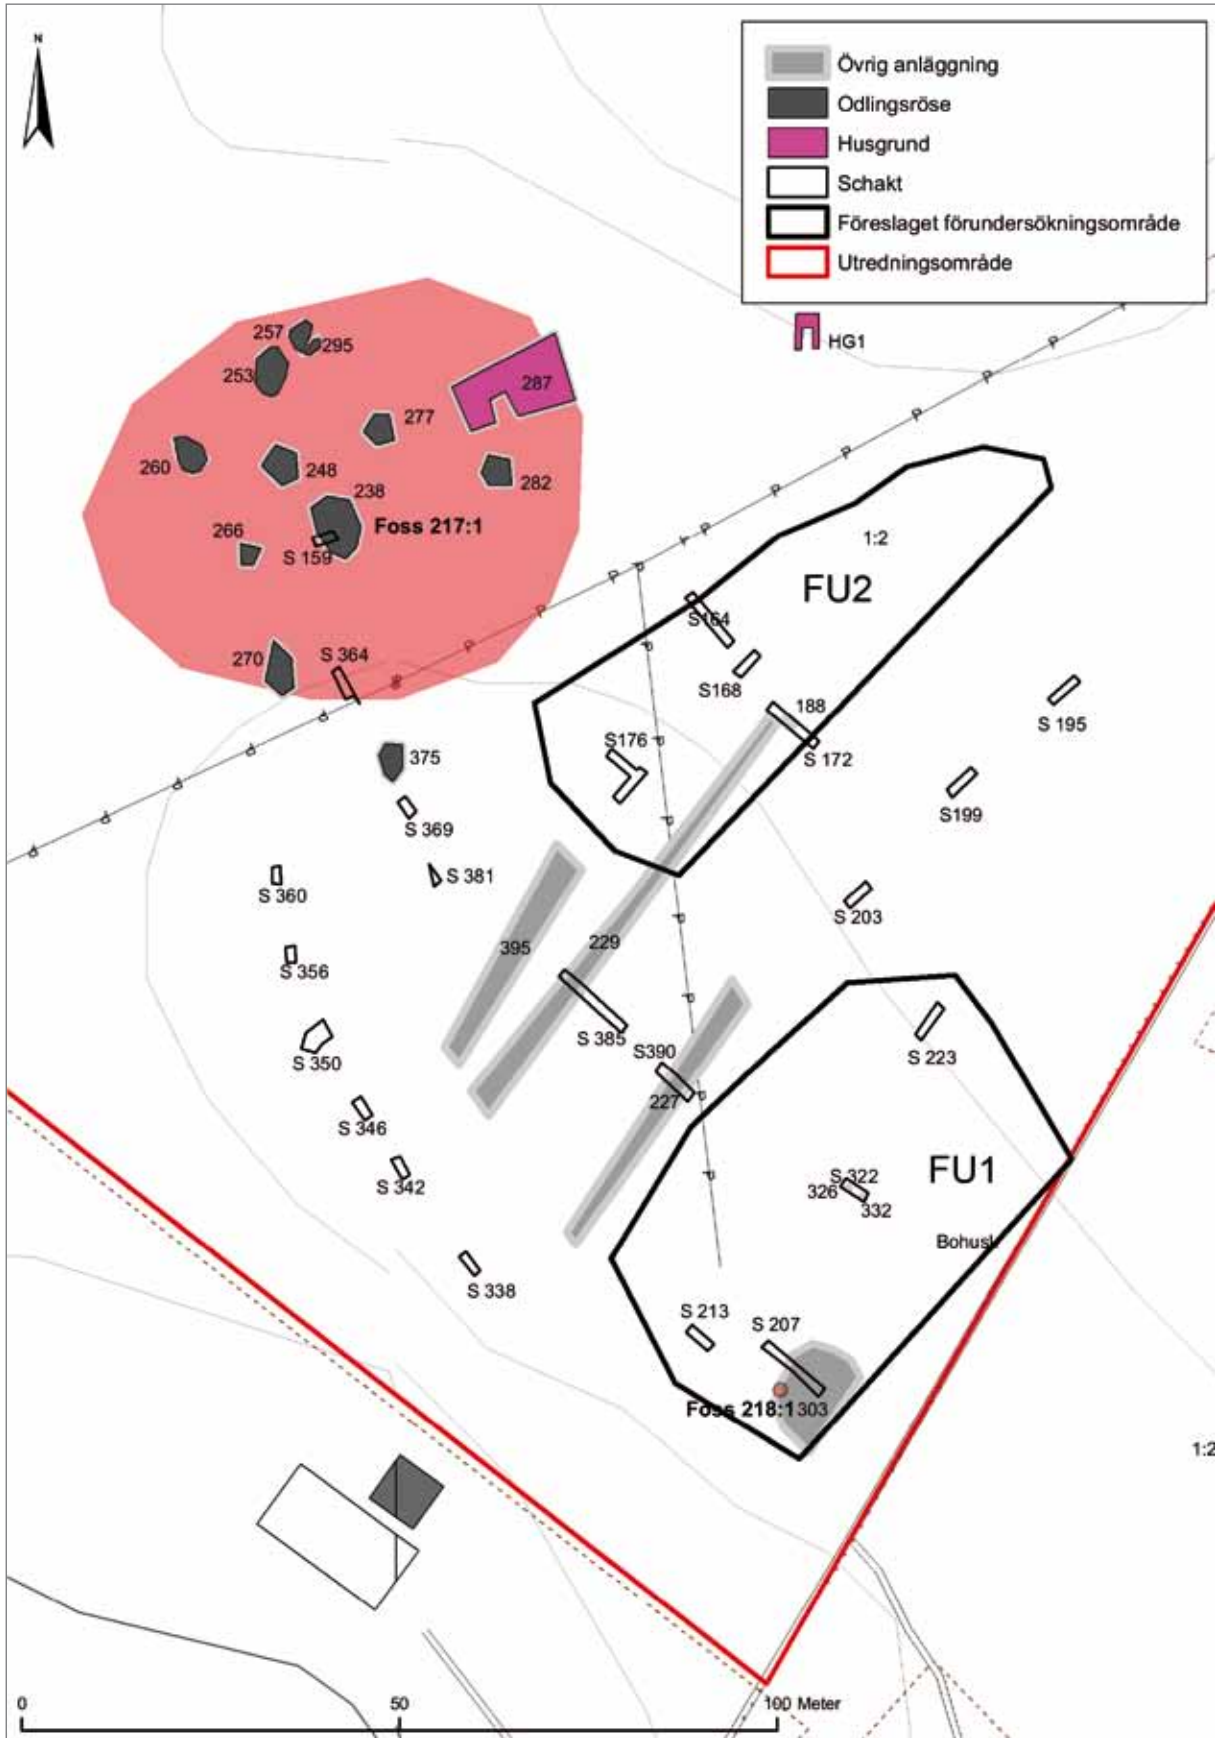 N
Övrig anläggning
Odlingsröse
Husgrund
Schakt
Föreslaget förundersökningsområde
Utredningsområde
HG1
257
295
253
287
277
260
248
282
238
266
Foss 217:1
S 159
1:2
FU2
S164
270
S 364
S168
188
S 195
S176
S 172
375
S199
S 369
S 381
S 360
S 203
229
395
S 356
S 385
S 350
S390
S 223
227
S 346
S 342
FU1
S 322
326
332
Bohusl
S 338
S 213
S 207
Foss 218:1
303
1:2
0
50
100 Meter